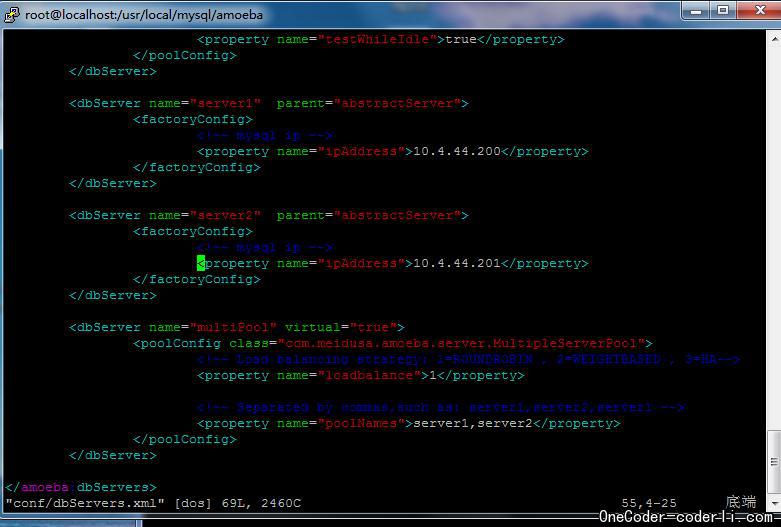 root@localhost:/usr/local/mysql/amoeba
<property name="testWhileIdle">true</property>
</poolConfig>
</dbServer>
<dbServer name="server1"  parent="abstractServer">
<factoryConfig>
<!-- mysql ip -->
<property name="ipAddress">10.4.44.200</property>
</factoryConfig>
</dbServer>
<dbServer name="server2"  parent="abstractServer">
<factoryConfig>
<!-- mysql ip -->
<property name="ipAddress">10.4.44.201</property>
</factoryConfig>
</dbServer>
<dbServer name="multiPool" virtual="true">
<poolConfig class="com.meidusa.amoeba.server.MultipleServerPool">
<!-- Load balancing strategy: 1=ROUNDROBIN , 2=WEIGHTBASED , 3=HA-->
<property name="loadbalance">1</property>
<!-- Separated by commas,such as: server1,server2,server1 -->
<property name="poolNames">server1,server2</property>
</poolConfig>
</dbServer>
</amoeba:dbServers>
"conf/dbServers.xml" [dos] 69L, 2460C 55,4-25 底端
OneCoder-coderli.com